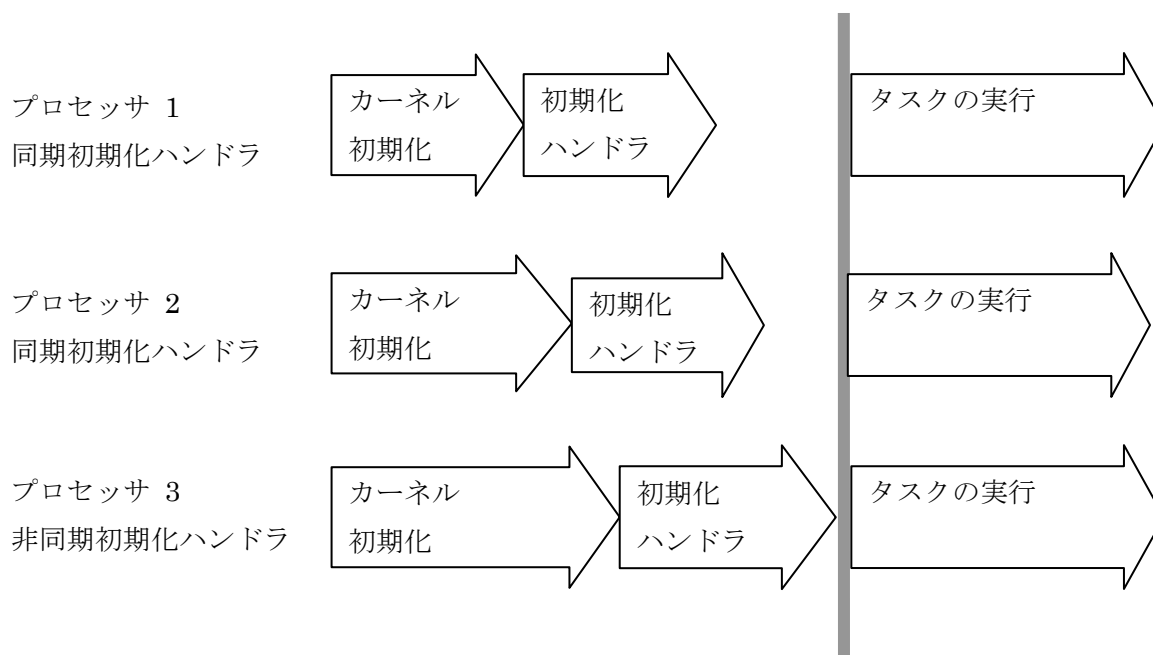 プロセッサ 1
同期初期化ハンドラ
カーネル
初期化
初期化
ハンドラ
タスクの実行
プロセッサ 2
同期初期化ハンドラ
カーネル
初期化
初期化
ハンドラ
タスクの実行
プロセッサ 3
非同期初期化ハンドラ
カーネル
初期化
初期化
ハンドラ
タスクの実行